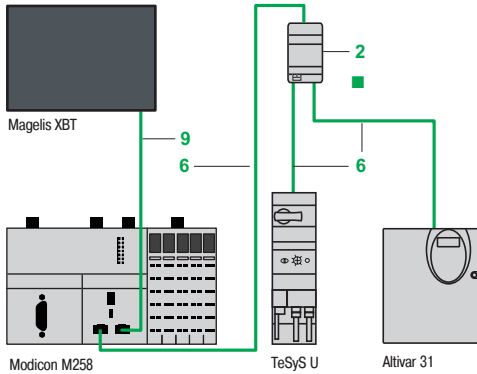 2
Magelis XBT
9
6
6
Modicon M258
TeSyS U
Altivar 31